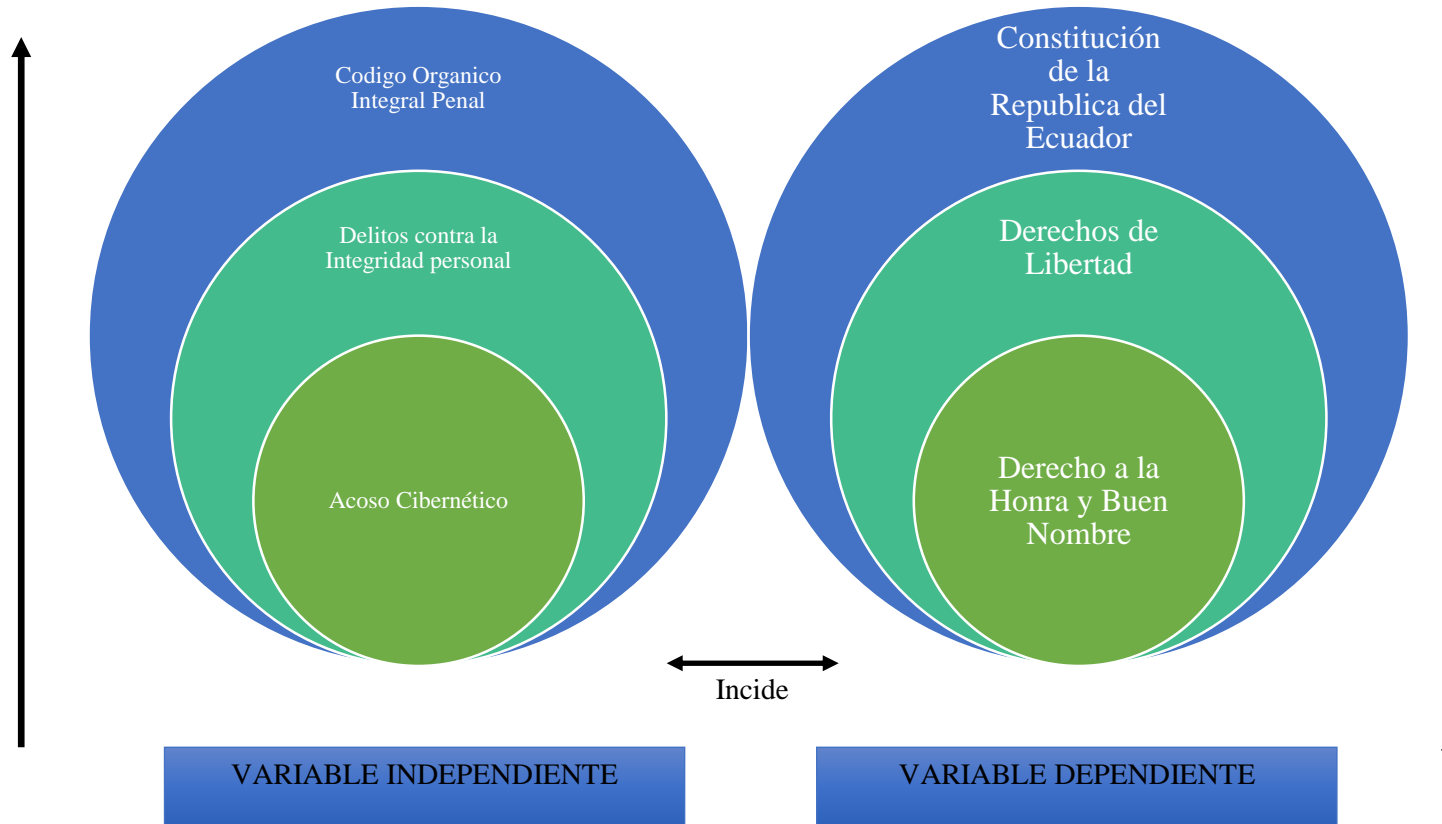 Codigo Organico
Integral Penal
Delitos contra la
Integridad personal
Acoso Cibernético
Constitución
de la
Republica del
Ecuador
Derechos de
Libertad
Derecho a la
Honra y Buen
Nombre
Incide
VARIABLE INDEPENDIENTE
VARIABLE DEPENDIENTE